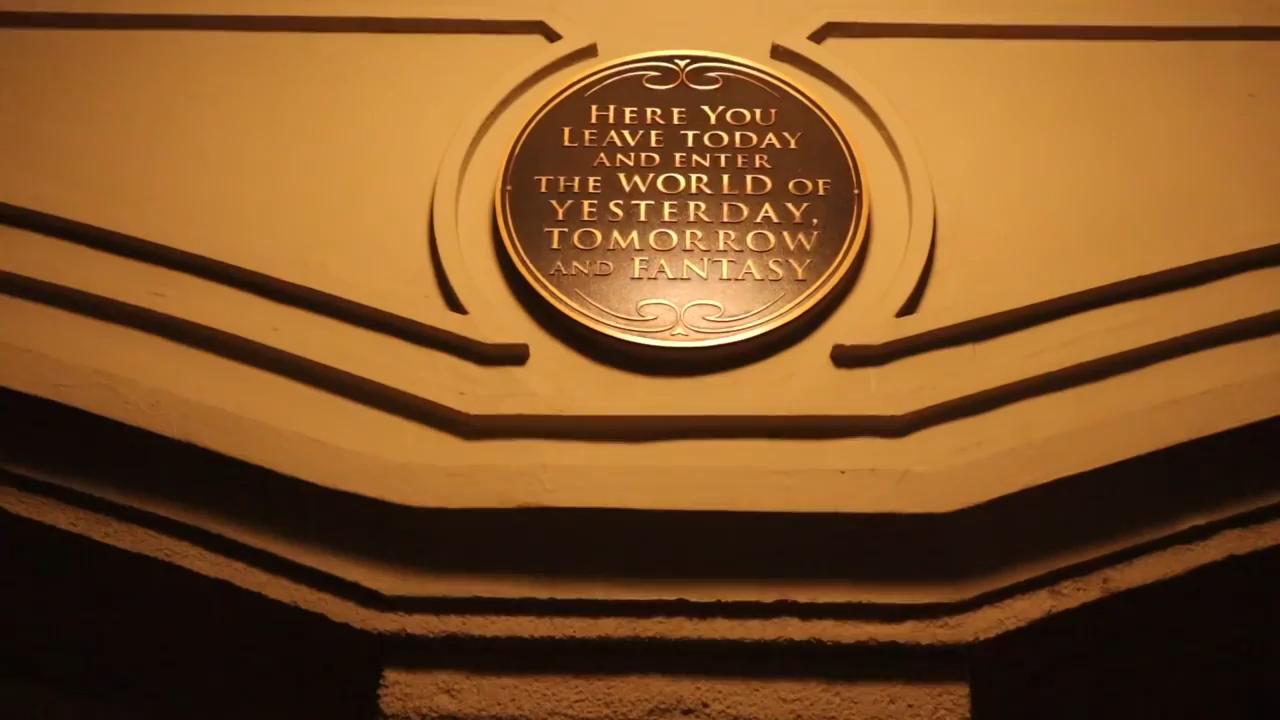 HERE YOU
LEAVE TODAY
AND ENTER
THE WORLD OF
YESTERDAY,
TOMORROW
AND FANTASY